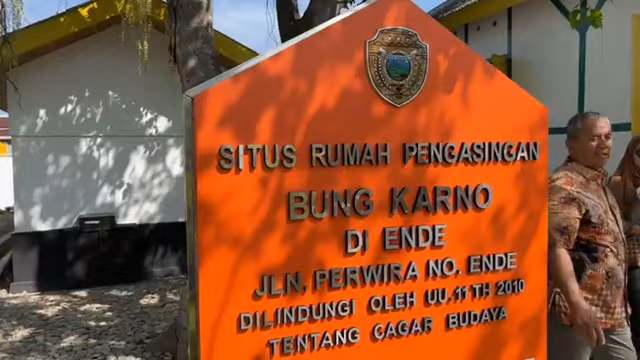 SITUS RUMAH PENGASINGAN
BUNG KARNO
DI ENDE
JLN. PERWIRA NO. ENDE
DILINDUNGI OLEH UU. 11 TH 2010
TENTANG CAGAR BUDAYA